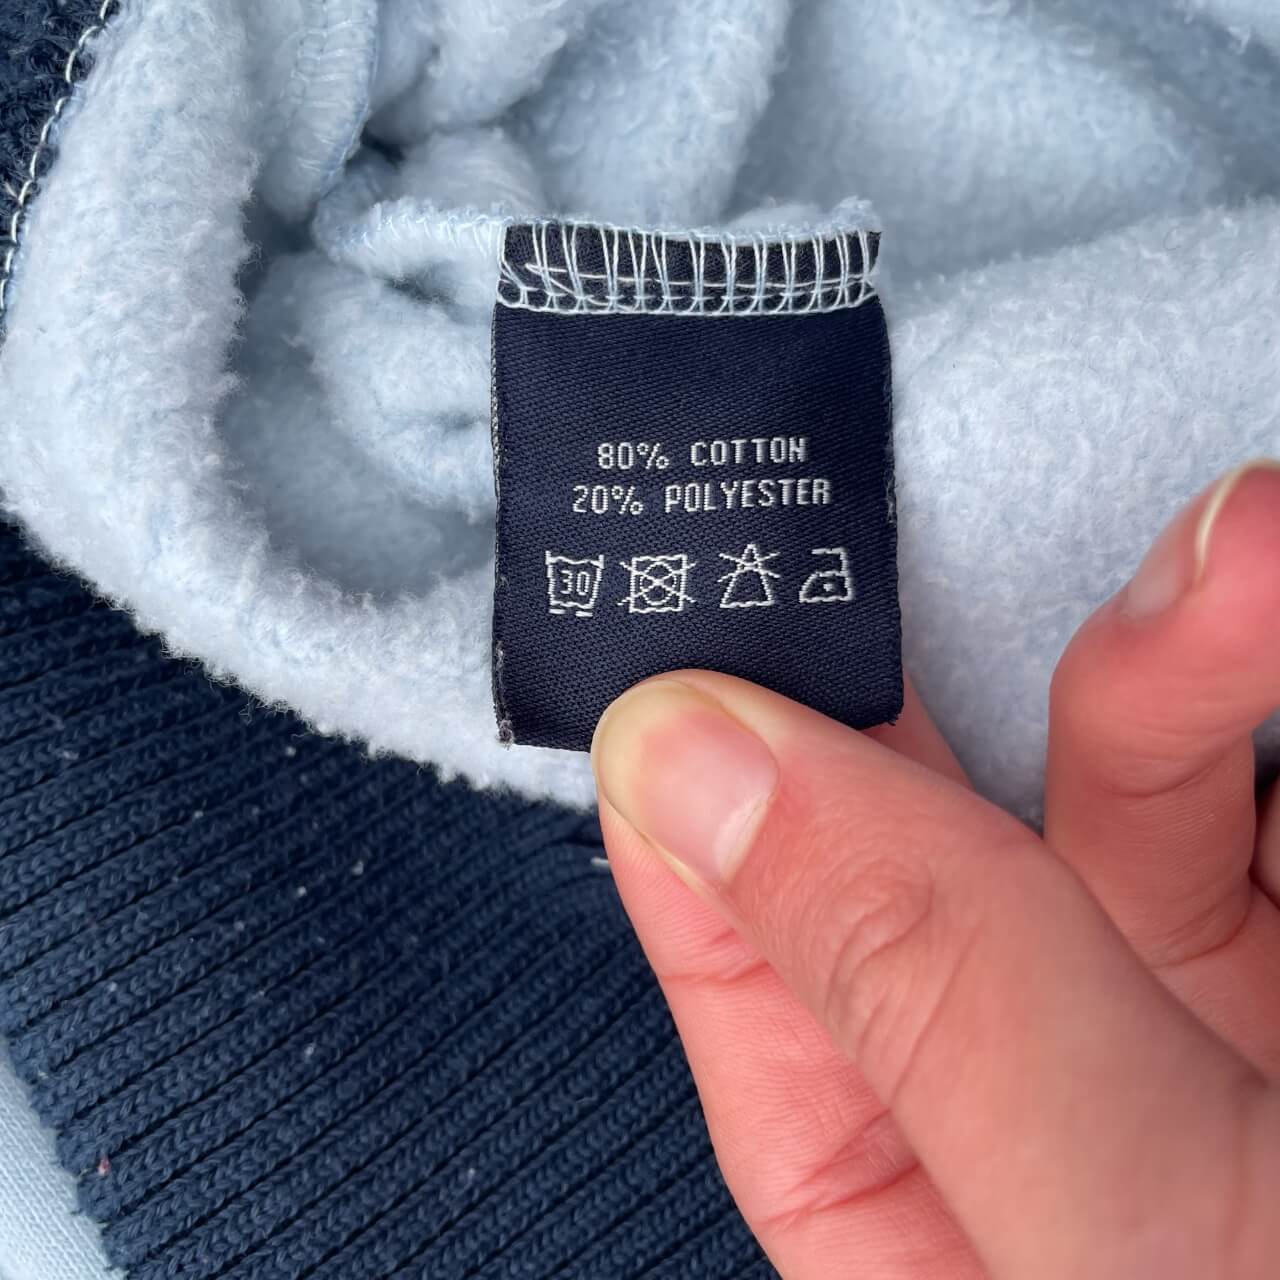 80% COTTON
20% POLYESTER
30